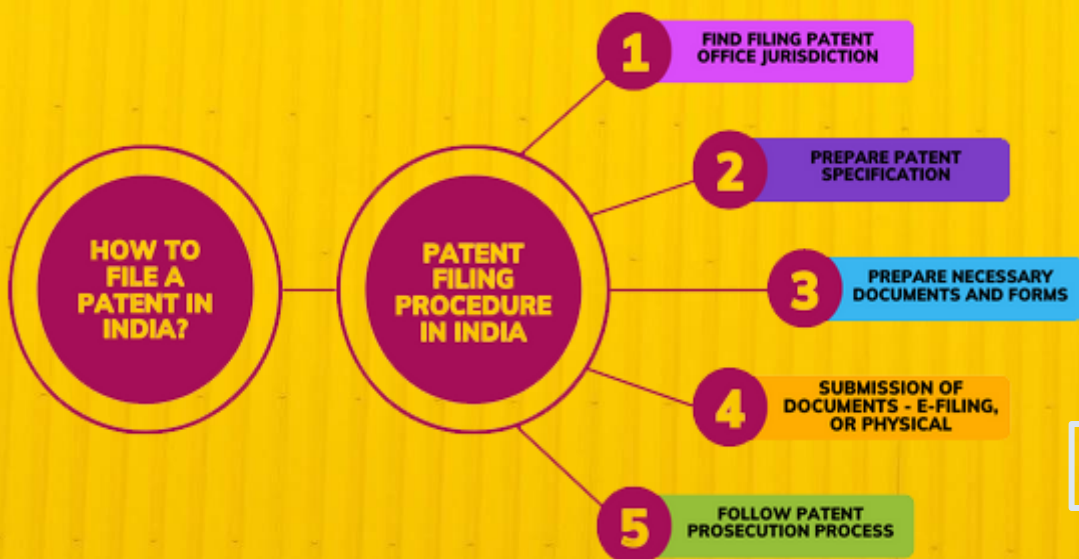 HOW TO
FILE A
PATENT IN
INDIA?
PATENT
FILING
PROCEDURE
IN INDIA
1
FIND FILING PATENT
OFFICE JURISDICTION
2
PREPARE PATENT
SPECIFICATION
3
PREPARE NECESSARY
DOCUMENTS AND FORMS
4
SUBMISSION OF
DOCUMENTS - E-FILING,
OR PHYSICAL
5
FOLLOW PATENT
PROSECUTION PROCESS